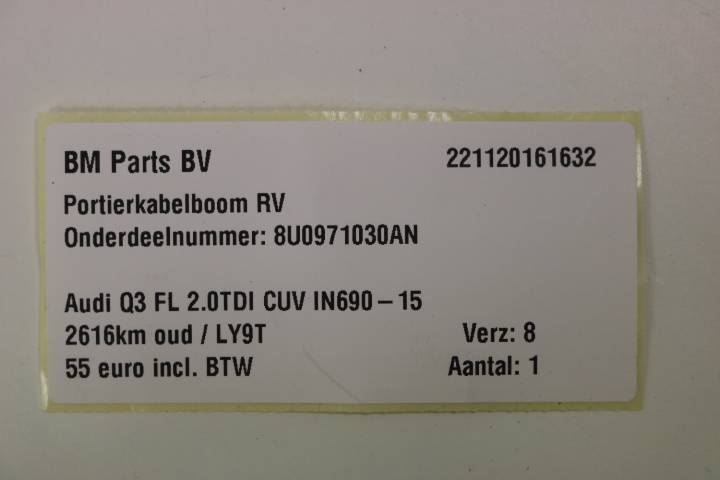 BM Parts BV 221120161632
Portierkabelboom RV
Onderdeelnummer: 8U0971030AN
Audi Q3 FL 2.0TDI CUV IN690 – 15
2616km oud / LY9T Verz: 8
55 euro incl. BTW Aantal: 1